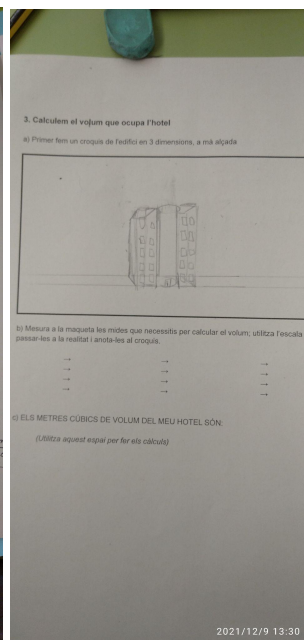 3. Calculem el volum que ocupa l'hotel
a) Primer fem un croquis de l'edifici en 3 dimensions, a mà alçada
b) Mesura a la maqueta les mides que necessitis per calcular el volum; utilitza l'escala
passar-les a la realitat i anota-les al croquis.
→ → →
→ → →
→ → →
→ → →
c) ELS METRES CÚBICS DE VOLUM DEL MEU HOTEL SÓN:
(Utilitza aquest espai per fer els càlculs)
2021/12/9 13:30